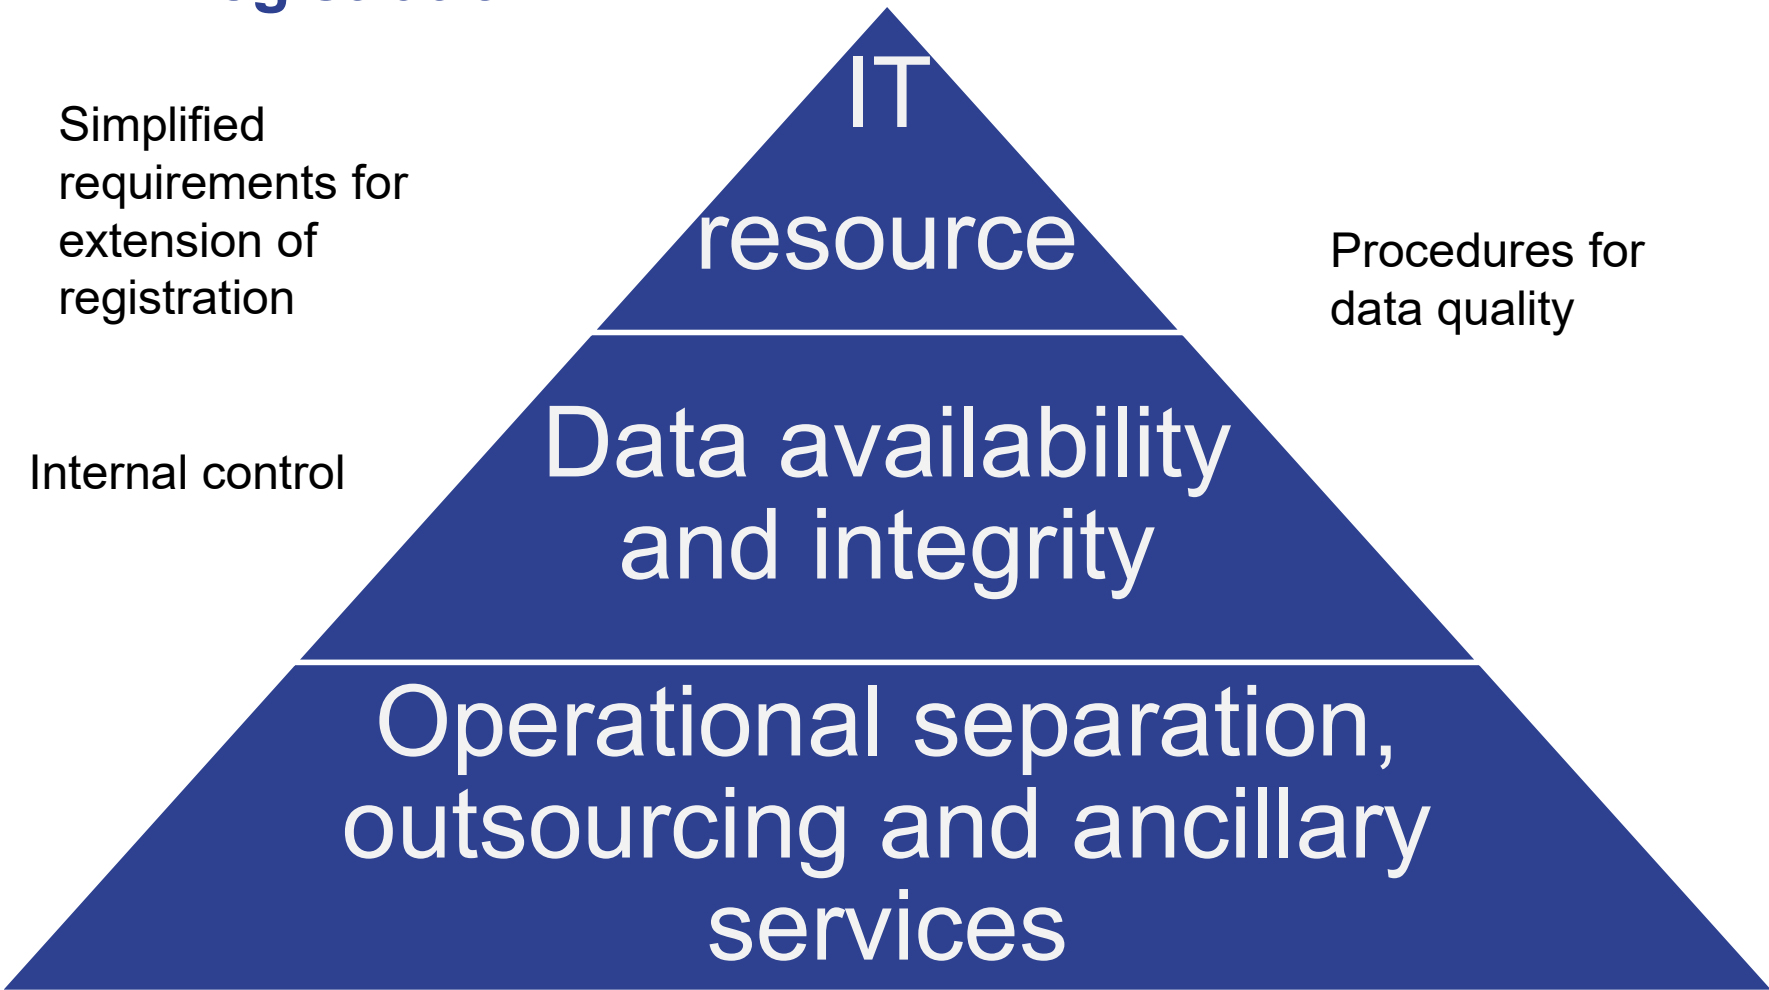 IT
resource
Simplified
requirements for
extension of
registration
Procedures for
data quality
Internal control
Data availability
and integrity
Operational separation,
outsourcing and ancillary
services